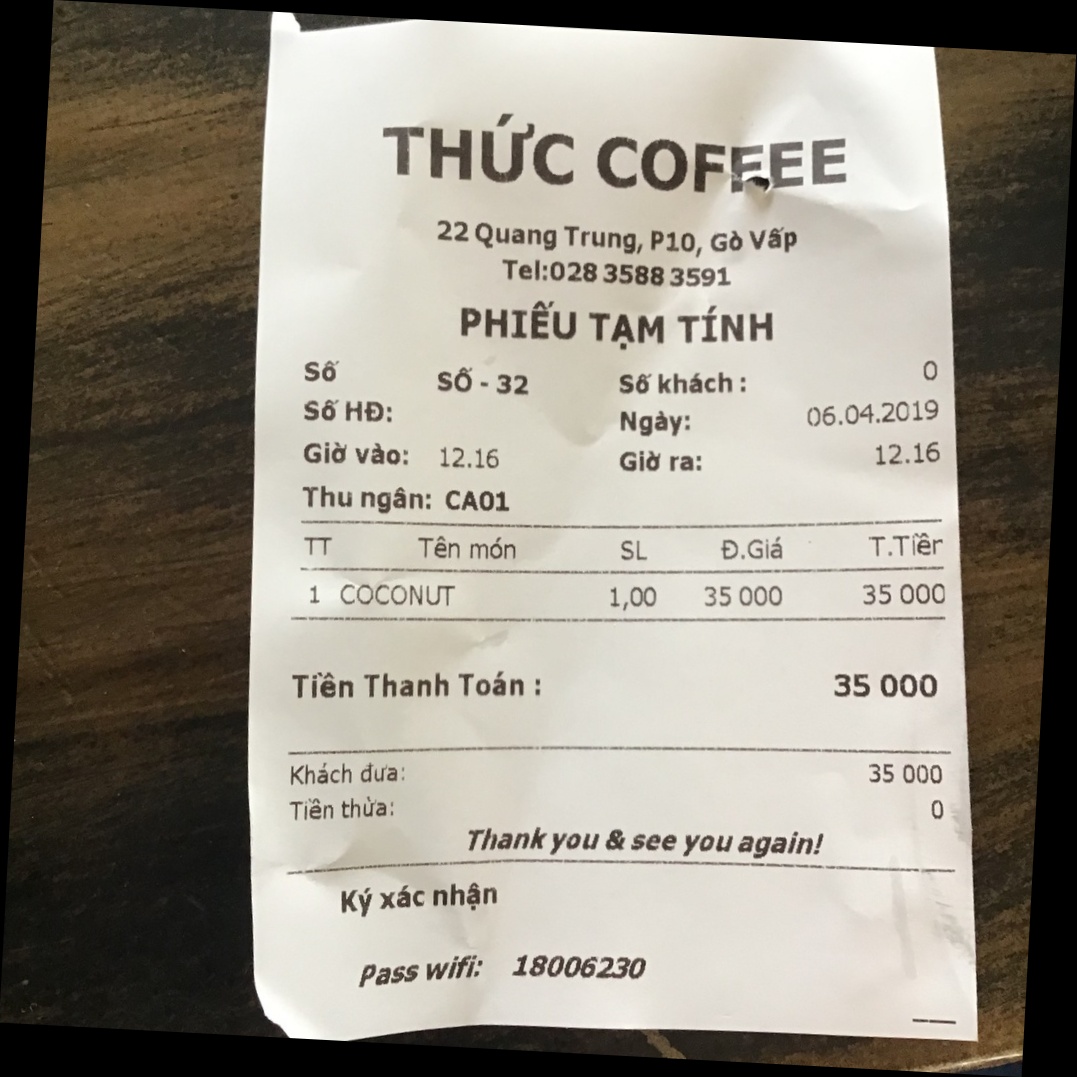 THỨC COFFEE
22 Quang Trung, P10, Gò Vấp
Tel:028 3588 3591
PHIẾU TẠM TÍNH
Số SỐ - 32 Số khách : 0
Số HĐ: Ngày: 06.04.2019
Giờ vào: 12.16 Giờ ra: 12.16
Thu ngân: CA01
TT Tên món SL Đ.Giá T.Tiền
1 COCONUT 1,00 35 000 35 000
Tiền Thanh Toán : 35 000
Khách đưa: 35 000
Tiền thừa: 0
Thank you & see you again!
Ký xác nhận
Pass wifi: 18006230